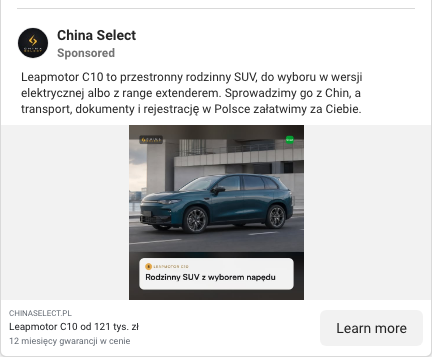 China Select
Sponsored
Leapmotor C10 to przestronny rodzinny SUV, do wyboru w wersji
elektrycznej albo z range extenderem. Sprowadzimy go z Chin, a
transport, dokumenty i rejestrację w Polsce załatwimy za Ciebie.
LEAPMOTOR C10
Rodzinny SUV z wyborem napędu
CHINASELECT.PL
Leapmotor C10 od 121 tys. zł
12 miesięcy gwarancji w cenie
Learn more